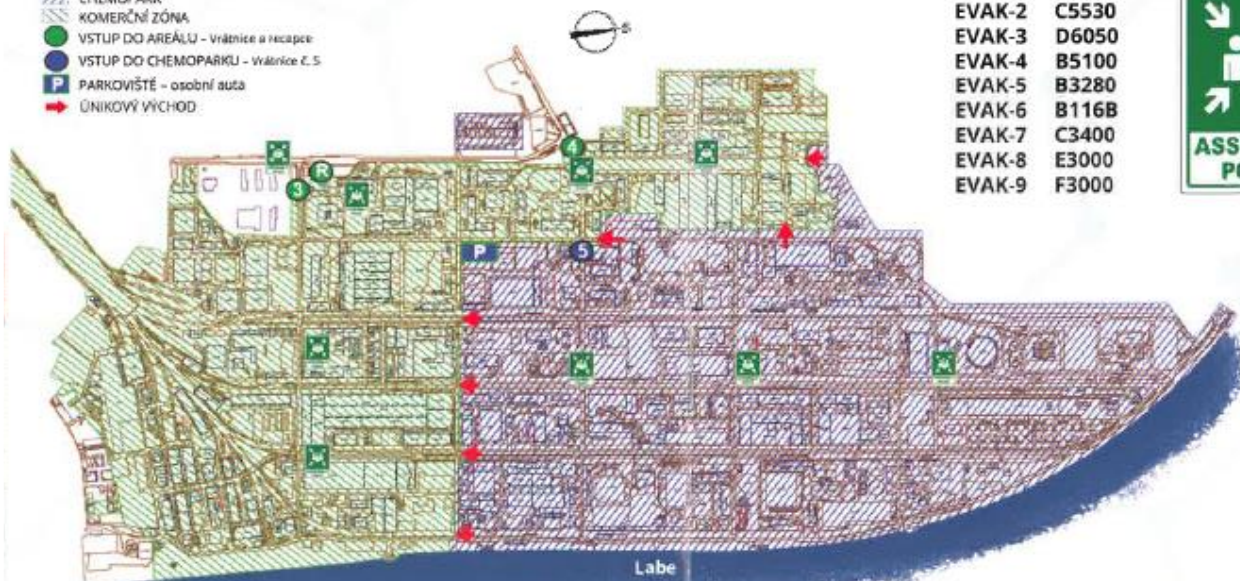 CHEMOPARK
KOMERČNÍ ZÓNA
VSTUP DO AREÁLU – Vrátnice a recepce
VSTUP DO CHEMOPARKU – Vrátnice č. 5
P PARKOVIŠTĚ – osobní auta
ÚNIKOVÝ VÝCHOD
S
EVAK-2 C5530
EVAK-3 D6050
EVAK-4 B5100
EVAK-5 B3280
EVAK-6 B116B
EVAK-7 C3400
EVAK-8 E3000
EVAK-9 F3000
ASS
PO
4
R
3
P
5
Labe